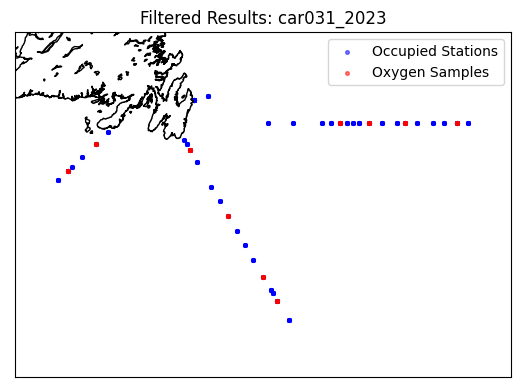 Filtered Results: car031_2023
Occupied Stations
Oxygen Samples